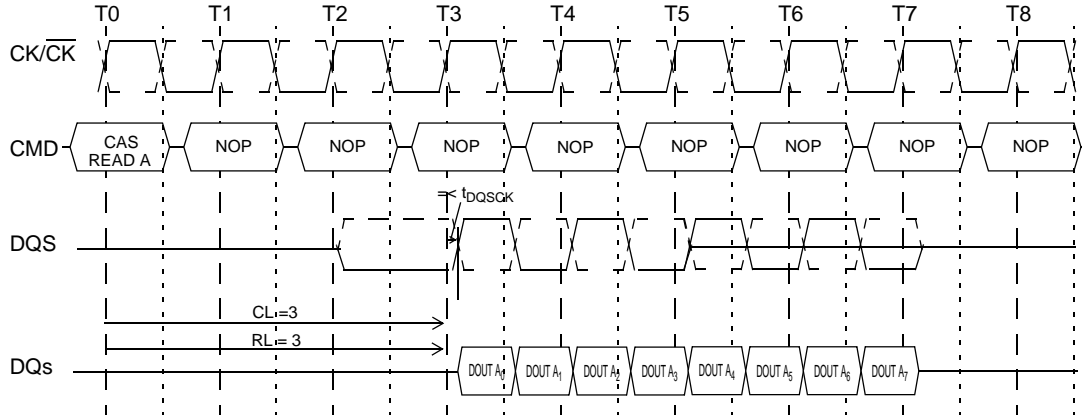 T0 T1 T2 T3 T4 T5 T6 T7 T8
CK/CK
CMD
CAS
READ A
NOP NOP NOP NOP NOP NOP NOP NOP
=< tDQSCK
DQS
CL =3
RL = 3
DQs
DOUT A0 DOUT A1 DOUT A2 DOUT A3 DOUT A4 DOUT A5 DOUT A6 DOUT A7